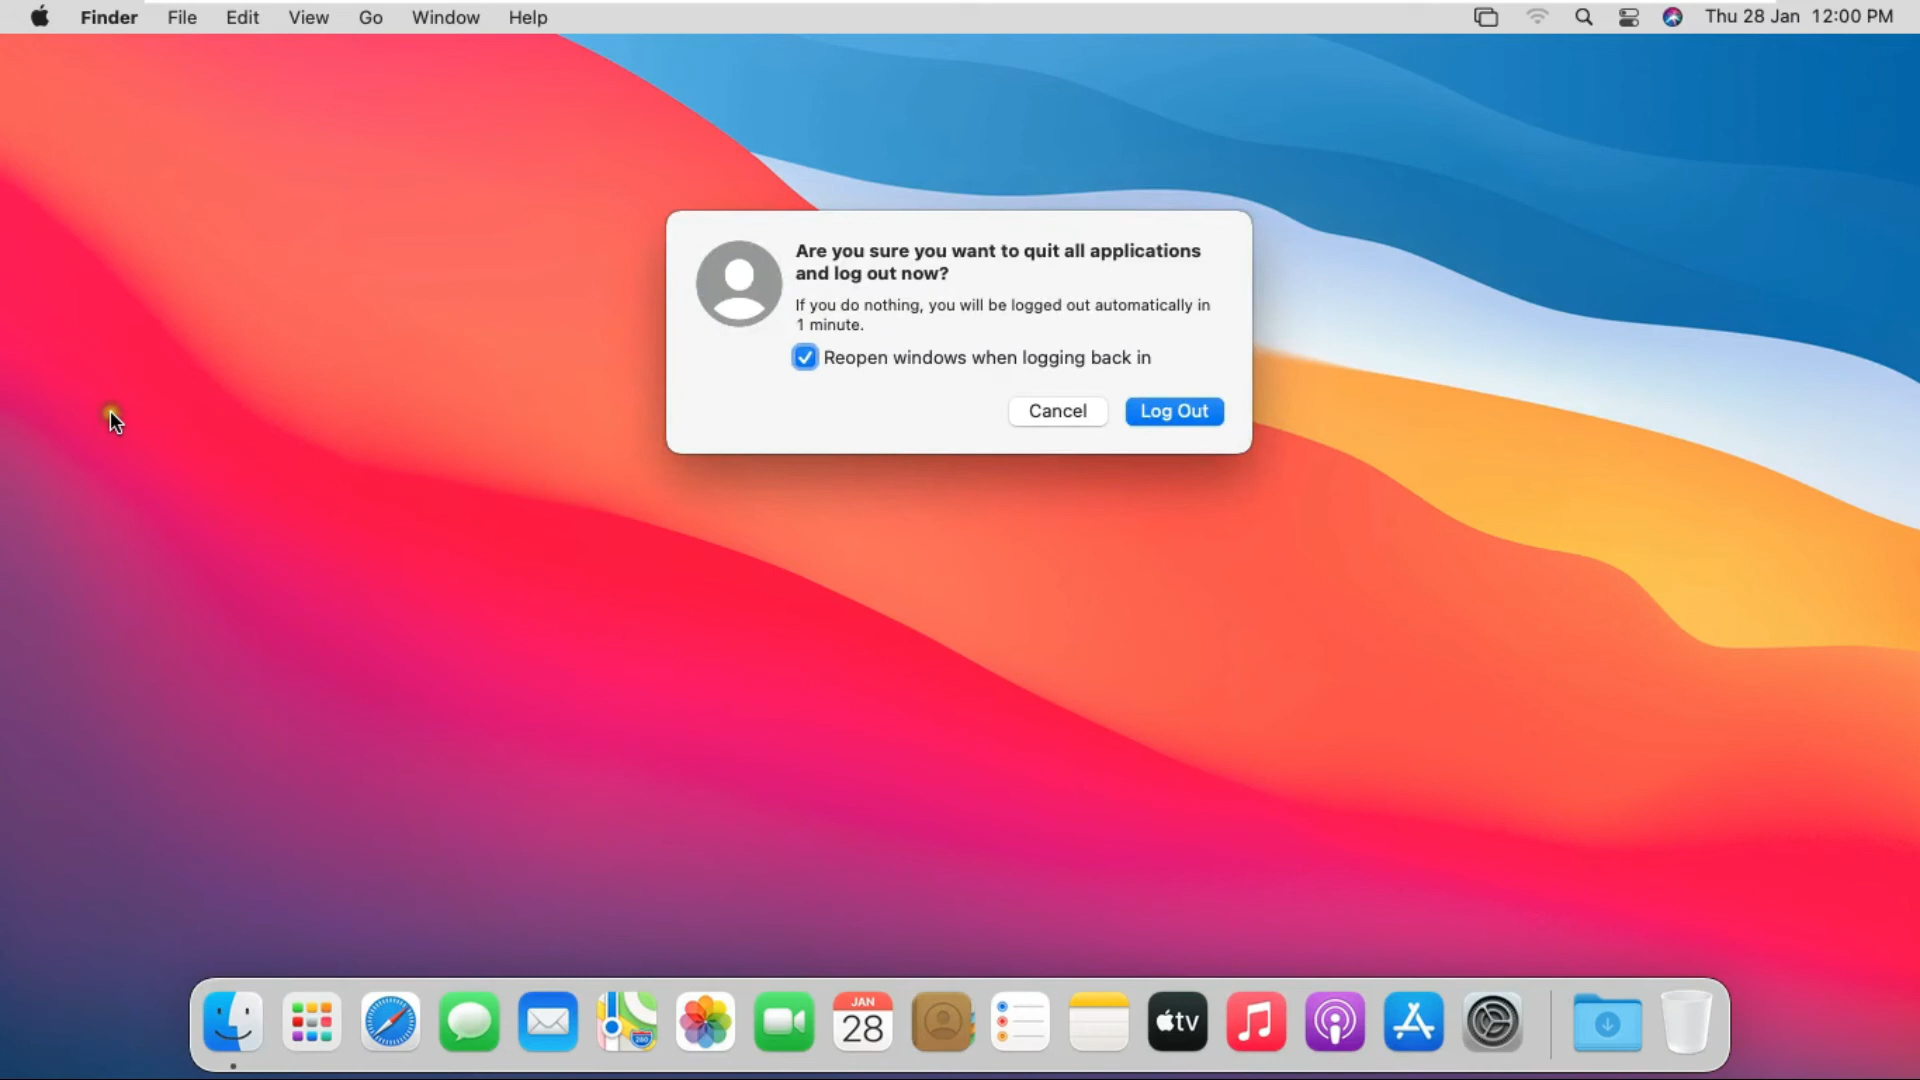 Finder File Edit View Go Window Help Thu 28 Jan 12:00 PM
Are you sure you want to quit all applications
and log out now?
If you do nothing, you will be logged out automatically in
1 minute.
Reopen windows when logging back in
Cancel Log Out
280
JAN
28
tv